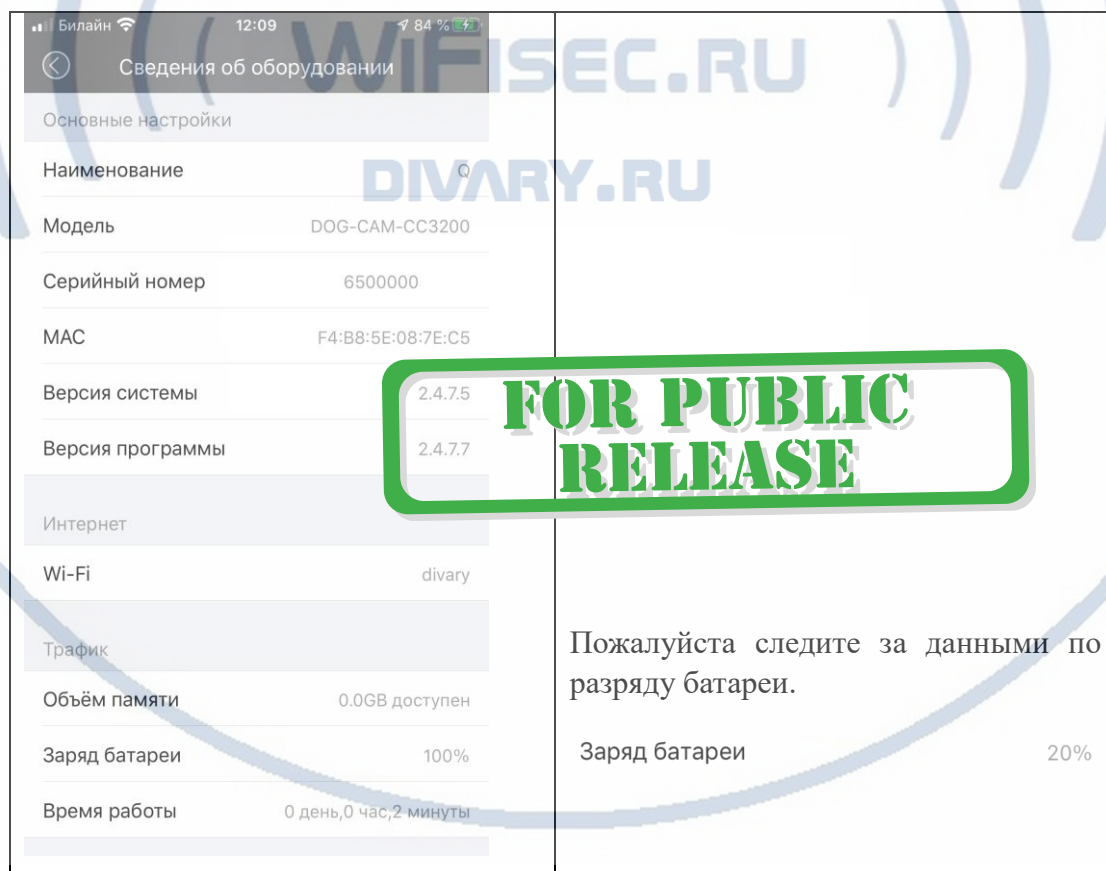 Билайн 12:09 84 %
Сведения об оборудовании
WIFISEC.RU
DIVARY.RU
Основные настройки
Наименование Q
Модель DOG-CAM-CC3200
Серийный номер 6500000
MAC F4:B8:5E:08:7E:C5
Версия системы 2.4.7.5
Версия программы 2.4.7.7
FOR PUBLIC
RELEASE
Интернет
Wi-Fi divary
Трафик
Объём памяти 0.0GB доступен
Заряд батареи 100%
Время работы 0 день,0 час,2 минуты
Пожалуйста следите за данными по
разряду батареи.
Заряд батареи 20%